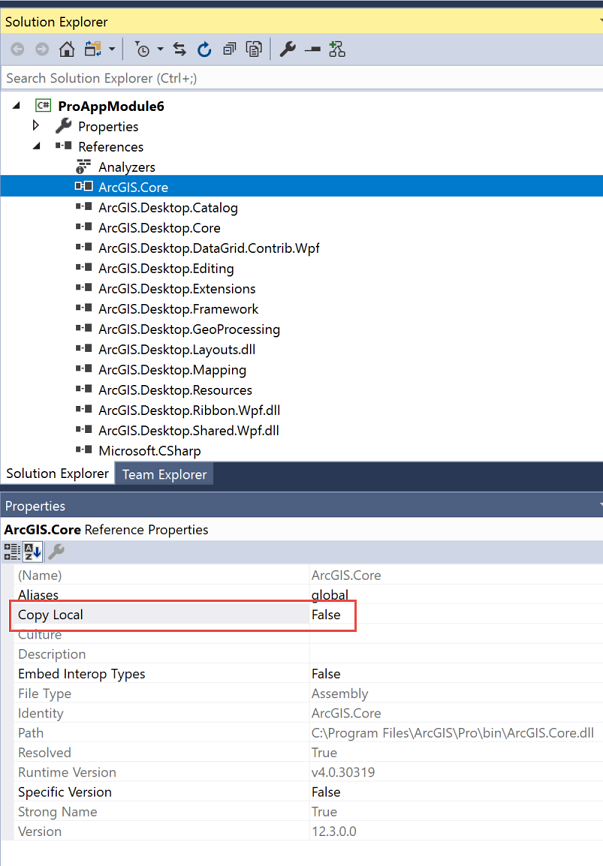 Solution Explorer
Search Solution Explorer (Ctrl+;)
C# ProAppModule6
Properties
References
Analyzers
ArcGIS.Core
ArcGIS.Desktop.Catalog
ArcGIS.Desktop.Core
ArcGIS.Desktop.DataGrid.Contrib.Wpf
ArcGIS.Desktop.Editing
ArcGIS.Desktop.Extensions
ArcGIS.Desktop.Framework
ArcGIS.Desktop.GeoProcessing
ArcGIS.Desktop.Layouts.dll
ArcGIS.Desktop.Mapping
ArcGIS.Desktop.Resources
ArcGIS.Desktop.Ribbon.Wpf.dll
ArcGIS.Desktop.Shared.Wpf.dll
Microsoft.CSharp
Solution Explorer Team Explorer
Properties
ArcGIS.Core Reference Properties
(Name) ArcGIS.Core
Aliases global
Copy Local False
Culture
Description
Embed Interop Types False
File Type Assembly
Identity ArcGIS.Core
Path C:\Program Files\ArcGIS\Pro\bin\ArcGIS.Core.dll
Resolved True
Runtime Version v4.0.30319
Specific Version False
Strong Name True
Version 12.3.0.0